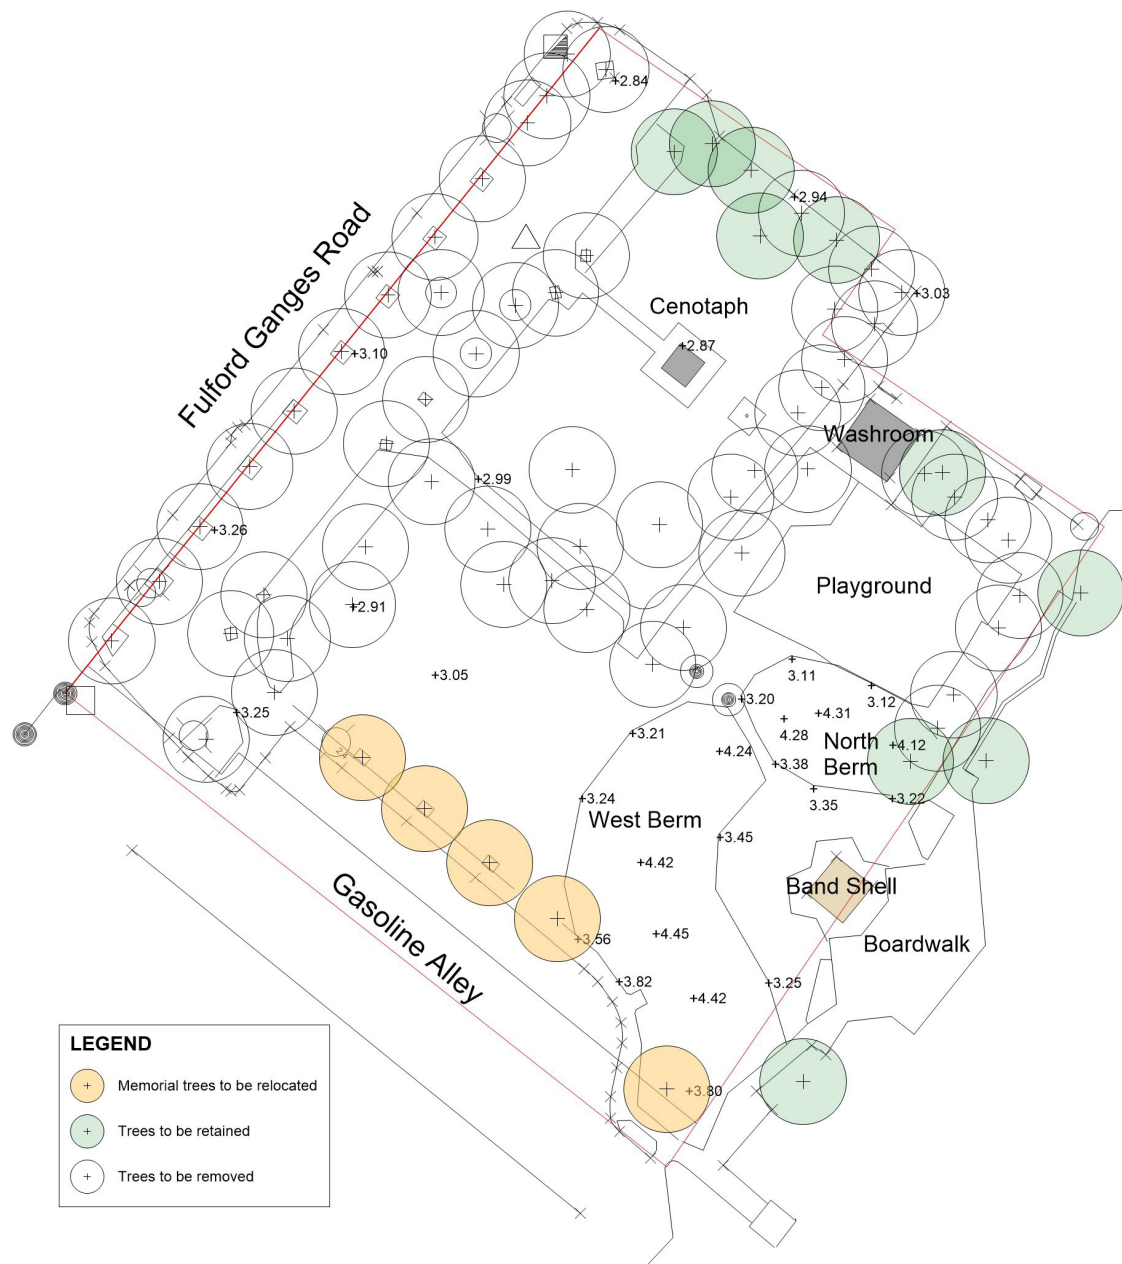 +2.84
+2.94
+3.03
Cenotaph
+2.87
Fulford Ganges Road
+3.10
Washroom
+2.99
+3.26
Playground
+2.91
+3.05
+3.11
+3.12
+3.20
+3.25
+4.31
+3.21
4.28
North
Berm
+4.12
+4.24
2.4
+3.38
+3.35
+3.22
+3.24
West Berm
+3.45
+4.42
Band Shell
+4.45
+3.56
Boardwalk
Gasoline Alley
+3.82
+3.25
+4.42
+3.80
LEGEND
Memorial trees to be relocated
Trees to be retained
Trees to be removed